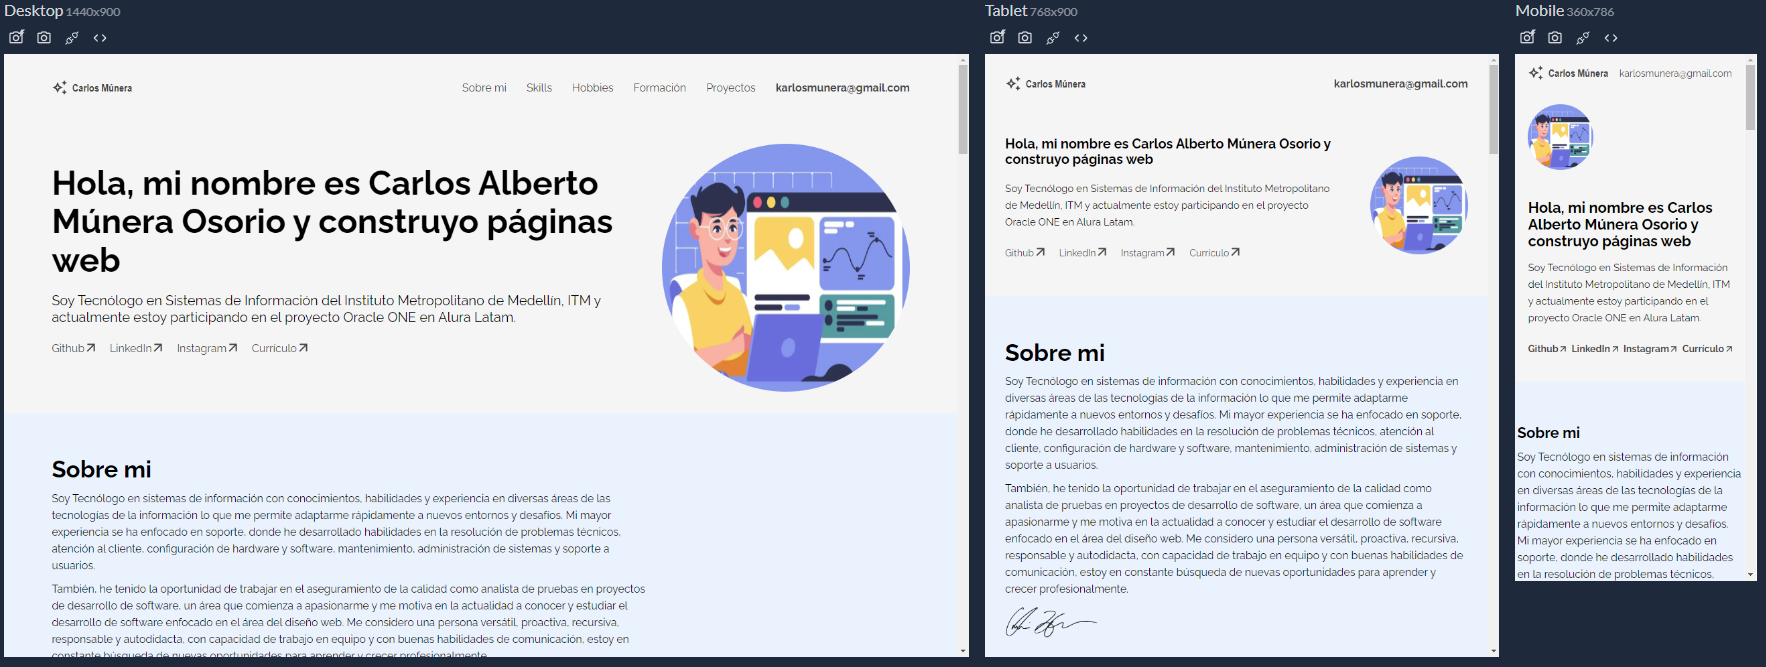 Desktop 1440x900
Carlos Múnera
Sobre mi Skills Hobbies Formación Proyectos karlosmunera@gmail.com
Hola, mi nombre es Carlos Alberto
Múnera Osorio y construyo páginas
web
Soy Tecnólogo en Sistemas de Información del Instituto Metropolitano de Medellín, ITM y
actualmente estoy participando en el proyecto Oracle ONE en Alura Latam.
Github LinkedIn Instagram Currículo
Sobre mi
Soy Tecnólogo en sistemas de información con conocimientos, habilidades y experiencia en diversas áreas de las
tecnologías de la información lo que me permite adaptarme rápidamente a nuevos entornos y desafíos. Mi mayor
experiencia se ha enfocado en soporte, donde he desarrollado habilidades en la resolución de problemas técnicos,
atención al cliente, configuración de hardware y software, mantenimiento, administración de sistemas y soporte a
usuarios.
También, he tenido la oportunidad de trabajar en el aseguramiento de la calidad como analista de pruebas en proyectos
de desarrollo de software, un área que comienza a apasionarme y me motiva en la actualidad a conocer y estudiar el
desarrollo de software enfocado en el área del diseño web. Me considero una persona versátil, proactiva, recursiva,
responsable y autodidacta, con capacidad de trabajo en equipo y con buenas habilidades de comunicación, estoy en
constante búsqueda de nuevas oportunidades para aprender y crecer profesionalmente.
Tablet 768x900
Carlos Múnera
karlosmunera@gmail.com
Hola, mi nombre es Carlos Alberto Múnera Osorio y
construyo páginas web
Soy Tecnólogo en Sistemas de Información del Instituto Metropolitano
de Medellín, ITM y actualmente estoy participando en el proyecto
Oracle ONE en Alura Latam.
Github LinkedIn Instagram Currículo
Sobre mi
Soy Tecnólogo en sistemas de información con conocimientos, habilidades y experiencia en
diversas áreas de las tecnologías de la información lo que me permite adaptarme
rápidamente a nuevos entornos y desafíos. Mi mayor experiencia se ha enfocado en soporte,
donde he desarrollado habilidades en la resolución de problemas técnicos, atención al
cliente, configuración de hardware y software, mantenimiento, administración de sistemas y
soporte a usuarios.
También, he tenido la oportunidad de trabajar en el aseguramiento de la calidad como
analista de pruebas en proyectos de desarrollo de software, un área que comienza a
apasionarme y me motiva en la actualidad a conocer y estudiar el desarrollo de software
enfocado en el área del diseño web. Me considero una persona versátil, proactiva, recursiva,
responsable y autodidacta, con capacidad de trabajo en equipo y con buenas habilidades de
comunicación, estoy en constante búsqueda de nuevas oportunidades para aprender y
crecer profesionalmente.
Mobile 360x786
Carlos Múnera karlosmunera@gmail.com
Hola, mi nombre es Carlos
Alberto Múnera Osorio y
construyo páginas web
Soy Tecnólogo en Sistemas de Información
del Instituto Metropolitano de Medellín, ITM
y actualmente estoy participando en el
proyecto Oracle ONE en Alura Latam.
Github LinkedIn Instagram Currículo
Sobre mi
Soy Tecnólogo en sistemas de información
con conocimientos, habilidades y experiencia
en diversas áreas de las tecnologías de la
información lo que me permite adaptarme
rápidamente a nuevos entornos y desafíos.
Mi mayor experiencia se ha enfocado en
soporte, donde he desarrollado habilidades
en la resolución de problemas técnicos,